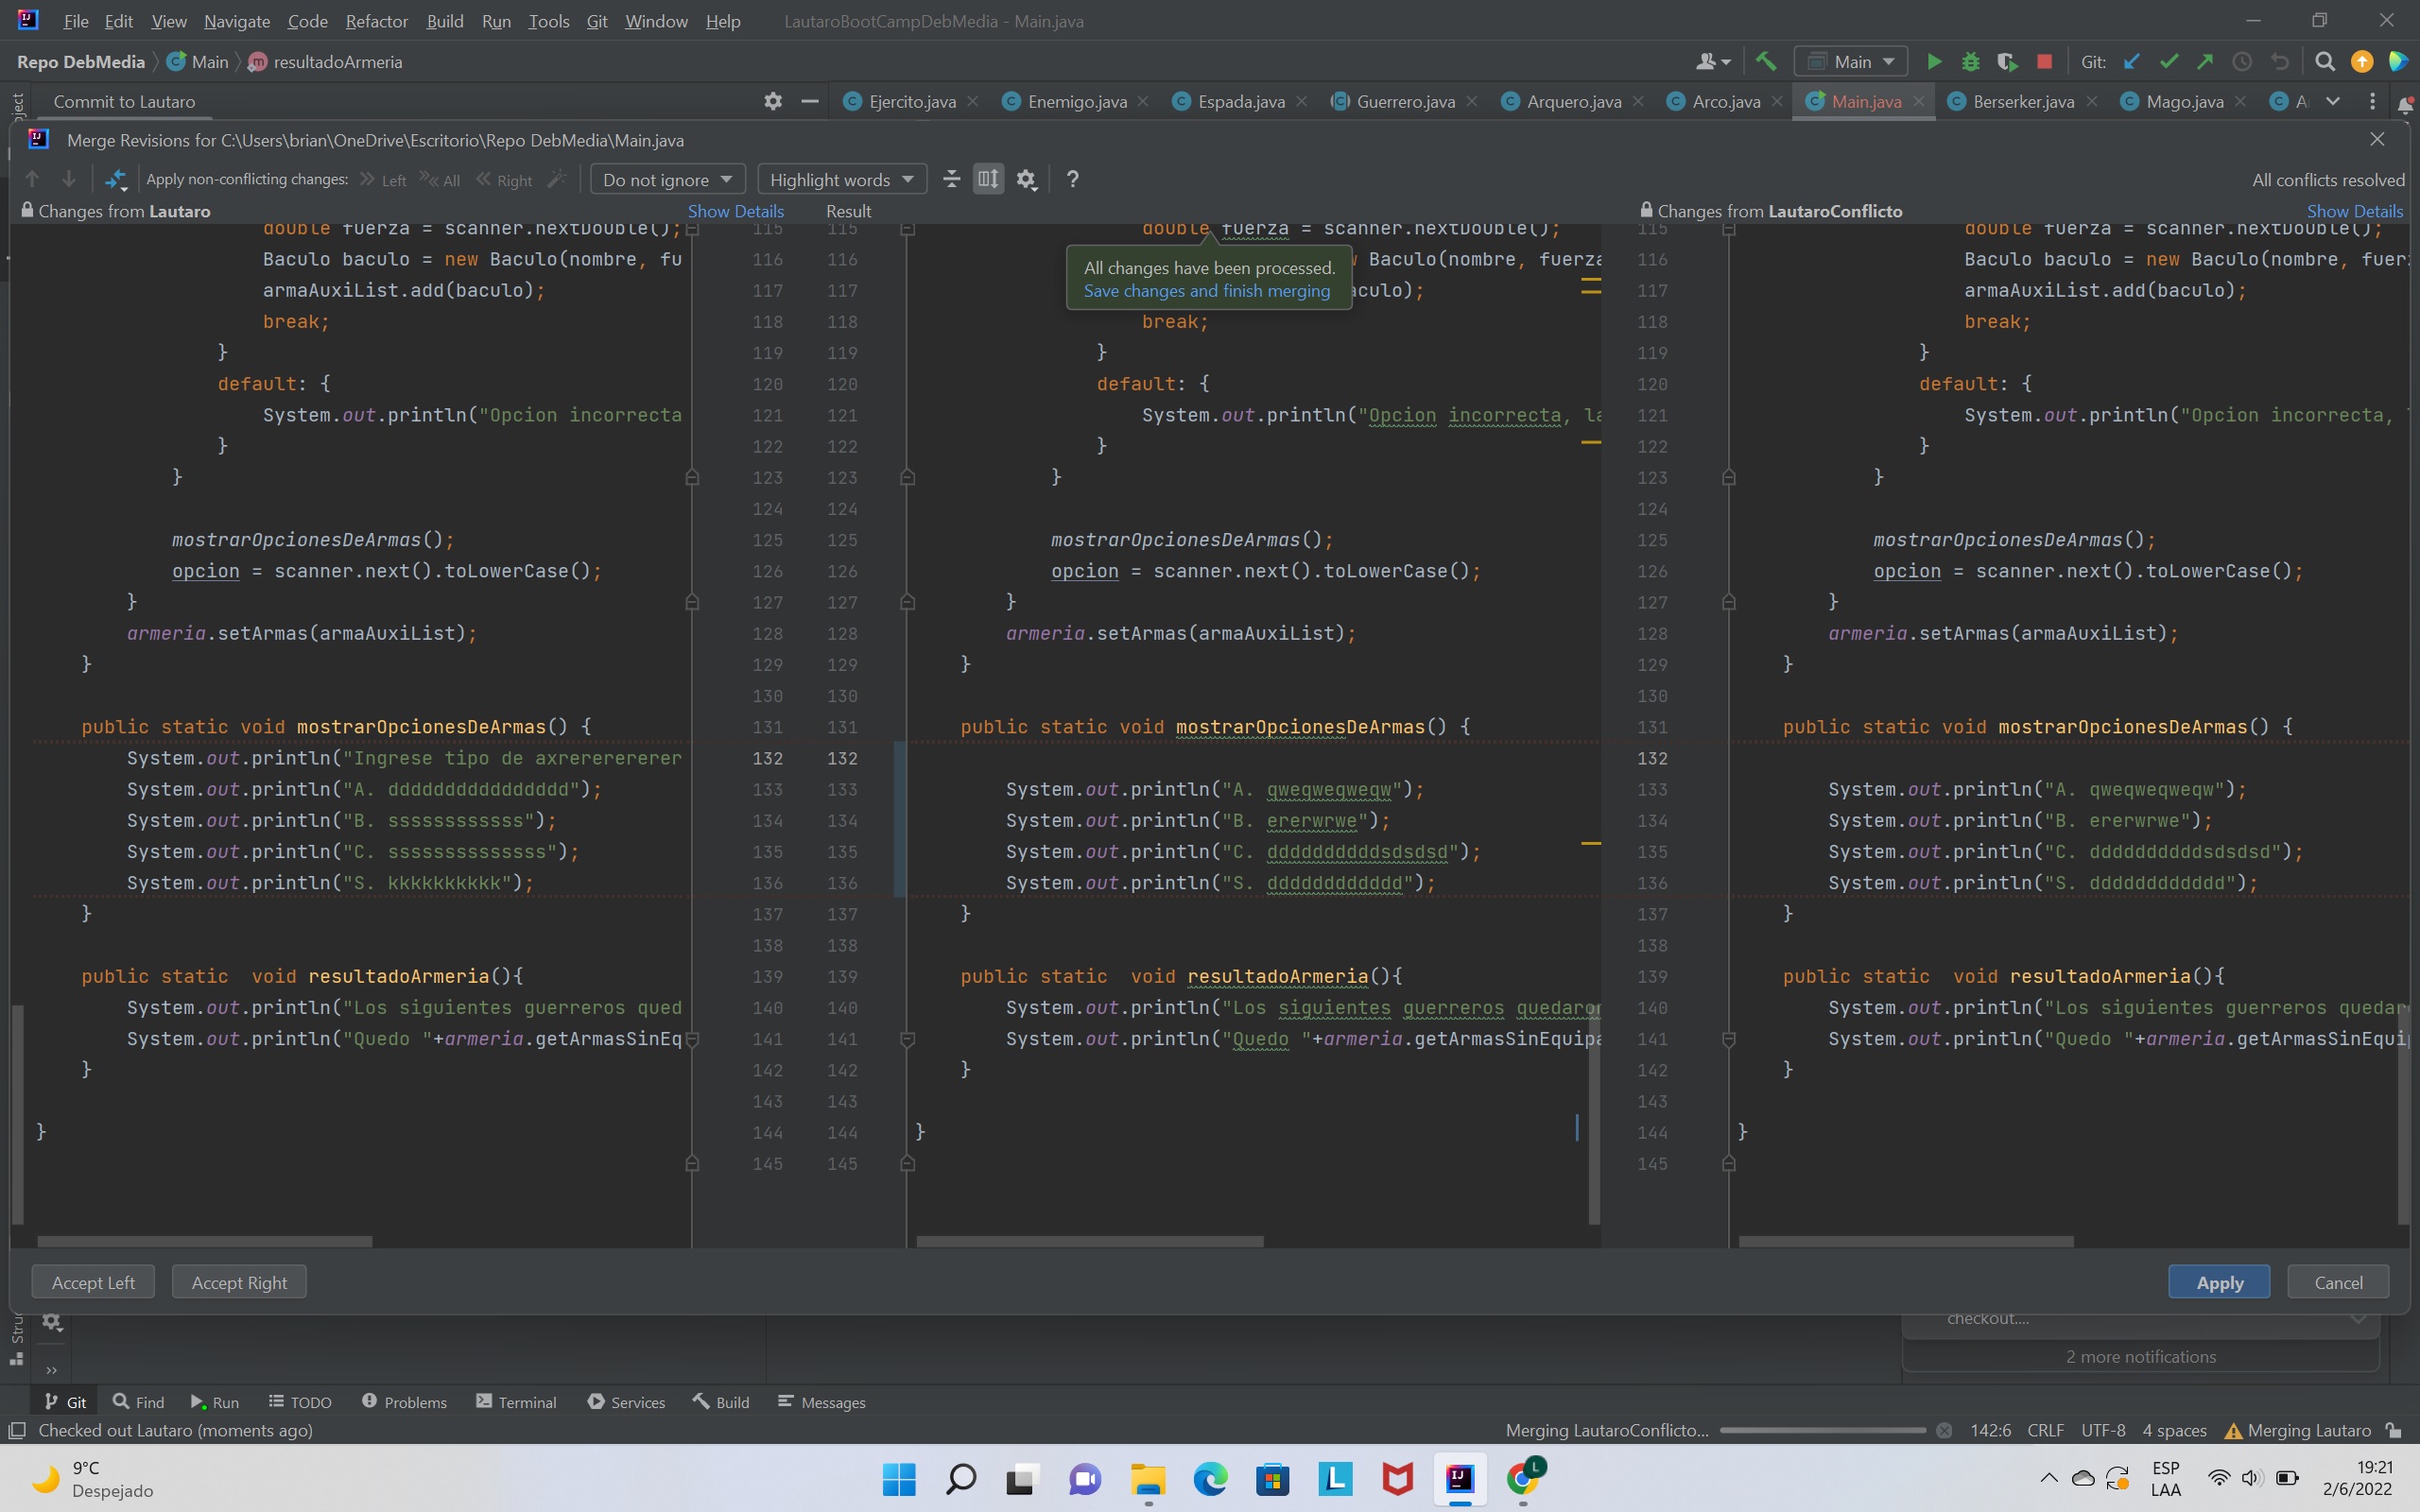 File Edit View Navigate Code Refactor Build Run Tools Git Window Help LautaroBootCampDebMedia - Main.java
Repo DebMedia Main resultadoArmeria Main Git:
Commit to Lautaro Ejercito.java Enemigo.java Espada.java Guerrero.java Arquero.java Arco.java Main.java Berserker.java Mago.java
Merge Revisions for C:\Users\brian\OneDrive\Escritorio\Repo DebMedia\Main.java
Apply non-conflicting changes: Left All Right Do not ignore Highlight words ? All conflicts resolved
Changes from Lautaro Show Details Result Changes from LautaroConflicto Show Details
double fuerza = scanner.nextDouble(); 115 115 double fuerza = scanner.nextDouble(); 115 double fuerza = scanner.nextDouble();
Baculo baculo = new Baculo(nombre, fu 116 116 Baculo(nombre, fuerza 116 Baculo baculo = new Baculo(nombre, fuer
All changes have been processed.
Save changes and finish merging
armaAuxiList.add(baculo); 117 117 aculo); 117 armaAuxiList.add(baculo);
break; 118 118 break; 118 break;
} 119 119 } 119 }
default: { 120 120 default: { 120 default: {
System.out.println("Opcion incorrecta 121 121 System.out.println("Opcion incorrecta, la 121 System.out.println("Opcion incorrecta,
} 122 122 } 122 }
} 123 123 } 123 }
124 124 124
mostrarOpcionesDeArmas(); 125 125 mostrarOpcionesDeArmas(); 125 mostrarOpcionesDeArmas();
opcion = scanner.next().toLowerCase(); 126 126 opcion = scanner.next().toLowerCase(); 126 opcion = scanner.next().toLowerCase();
} 127 127 } 127 }
armeria.setArmas(armaAuxiList); 128 128 armeria.setArmas(armaAuxiList); 128 armeria.setArmas(armaAuxiList);
} 129 129 } 129 }
130 130 130
public static void mostrarOpcionesDeArmas() { 131 131 public static void mostrarOpcionesDeArmas() { 131 public static void mostrarOpcionesDeArmas() {
System.out.println("Ingrese tipo de axrerererererer 132 132 132
System.out.println("A. dddddddddddddddd"); 133 133 System.out.println("A. qweqweqweqw"); 133 System.out.println("A. qweqweqweqw");
System.out.println("B. ssssssssssss"); 134 134 System.out.println("B. ererwrwe"); 134 System.out.println("B. ererwrwe");
System.out.println("C. ssssssssssssss"); 135 135 System.out.println("C. ddddddddddsdsdsd"); 135 System.out.println("C. ddddddddddsdsdsd");
System.out.println("S. kkkkkkkkkk"); 136 136 System.out.println("S. dddddddddddd"); 136 System.out.println("S. dddddddddddd");
} 137 137 } 137 }
138 138 138
public static  void resultadoArmeria(){ 139 139 public static  void resultadoArmeria(){ 139 public static  void resultadoArmeria(){
System.out.println("Los siguientes guerreros qued 140 140 System.out.println("Los siguientes guerreros quedaron 140 System.out.println("Los siguientes guerreros quedar
System.out.println("Quedo "+armeria.getArmasSinEq 141 141 System.out.println("Quedo "+armeria.getArmasSinEquipa 141 System.out.println("Quedo "+armeria.getArmasSinEqui
} 142 142 } 142 }
143 143 143
} 144 144 } 144 }
145 145 145
Accept Left Accept Right Apply Cancel
checkout....
2 more notifications
Git Find Run TODO Problems Terminal Services Build Messages
Checked out Lautaro (moments ago) Merging LautaroConflicto... 142:6 CRLF UTF-8 4 spaces Merging Lautaro
9°C
Despejado
ESP
LAA
19:21
2/6/2022